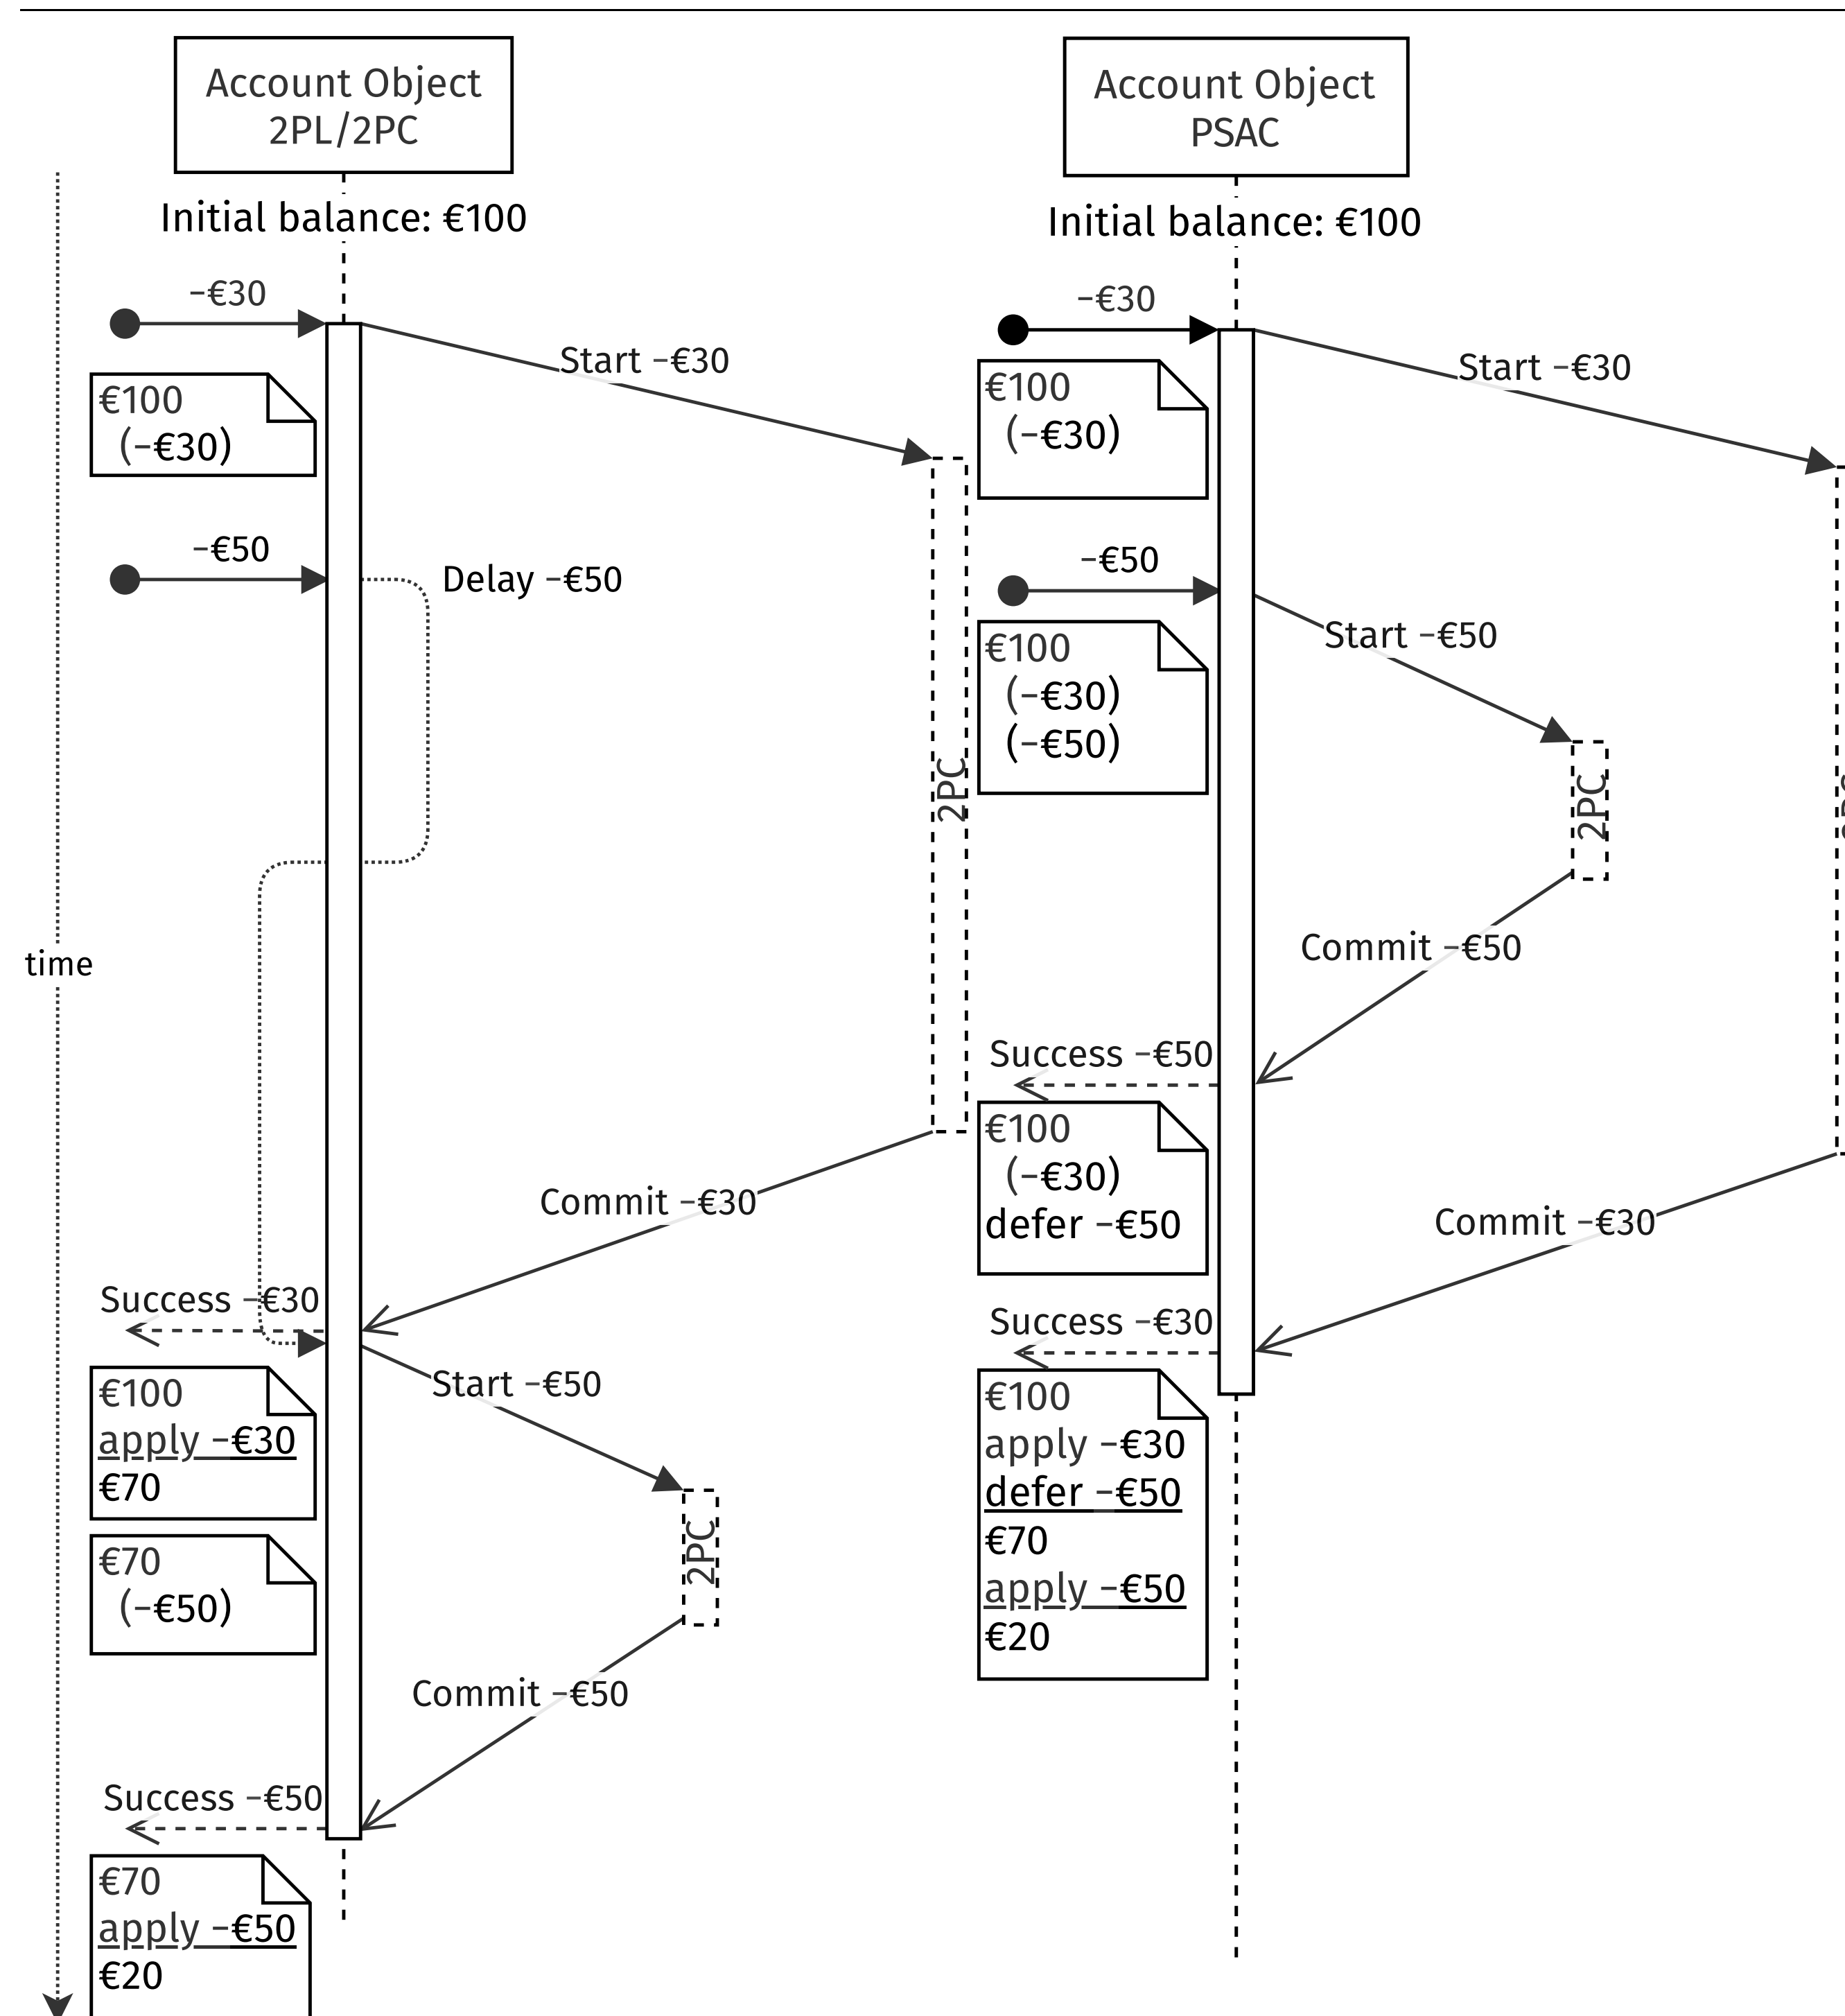 Account Object
2PL/2PC
Initial balance: €100
−€30
Start −€30
€100
(−€30)
−€50
Delay −€50
2PC
time
Commit −€30
Success −€30
Start −€50
€100
apply −€30
€70
2PC
€70
(−€50)
Commit −€50
Success −€50
€70
apply −€50
€20
Account Object
PSAC
Initial balance: €100
−€30
Start −€30
€100
(−€30)
−€50
Start −€50
€100
(−€30)
(−€50)
2PC
Commit −€50
Success −€50
€100
(−€30)
defer −€50
Commit −€30
Success −€30
€100
apply −€30
defer −€50
€70
apply −€50
€20